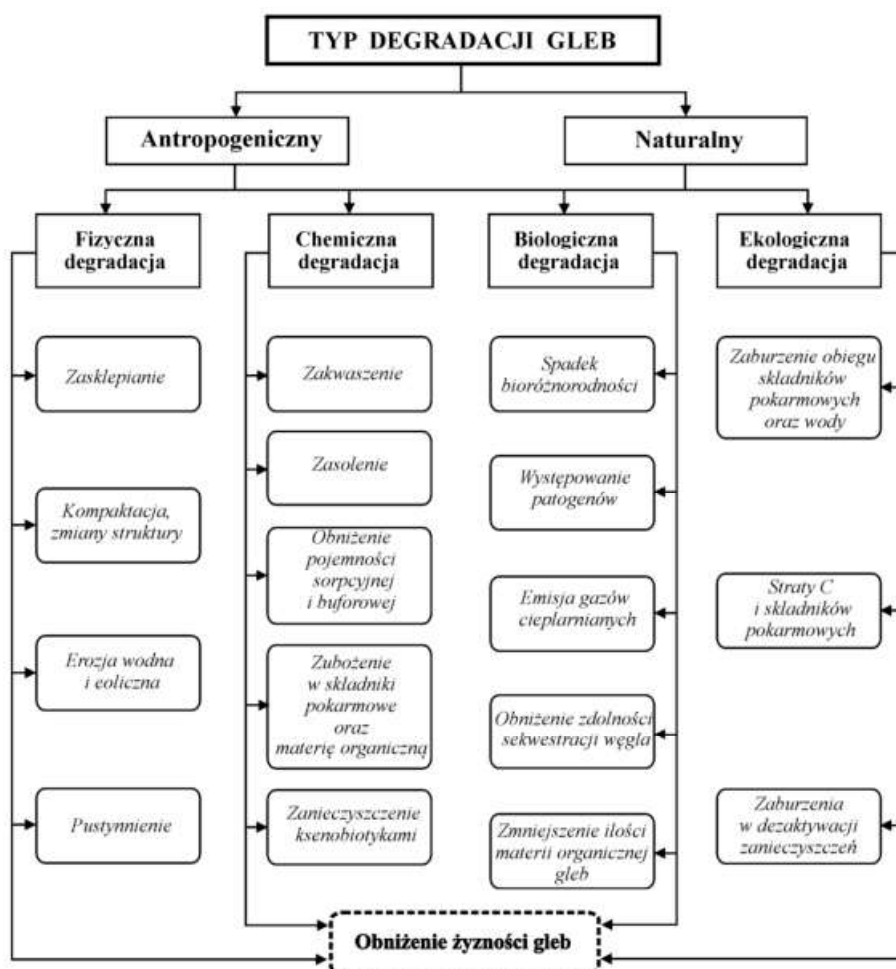 TYP DEGRADACJI GLEB
Antropogeniczny
Naturalny
Fizyczna
degradacja
Chemiczna
degradacja
Biologiczna
degradacja
Ekologiczna
degradacja
Zasklepianie
Kompaktacja,
zmiany struktury
Erozja wodna
i eoliczna
Pustynnienie
Zakwaszenie
Zasolenie
Obniżenie
pojemności
sorpcyjnej
i buforowej
Zubożenie
w składniki
pokarmowe
oraz
materię organiczną
Zanieczyszczenie
ksenobiotykami
Spadek
bioróżnorodności
Występowanie
patogenów
Emisja gazów
cieplarnianych
Obniżenie zdolności
sekwestracji węgla
Zmniejszenie ilości
materii organicznej
gleb
Zaburzenie obiegu
składników
pokarmowych
oraz wody
Straty C
i składników
pokarmowych
Zaburzenia
w dezaktywacji
zanieczyszczeń
Obniżenie żyzności gleb